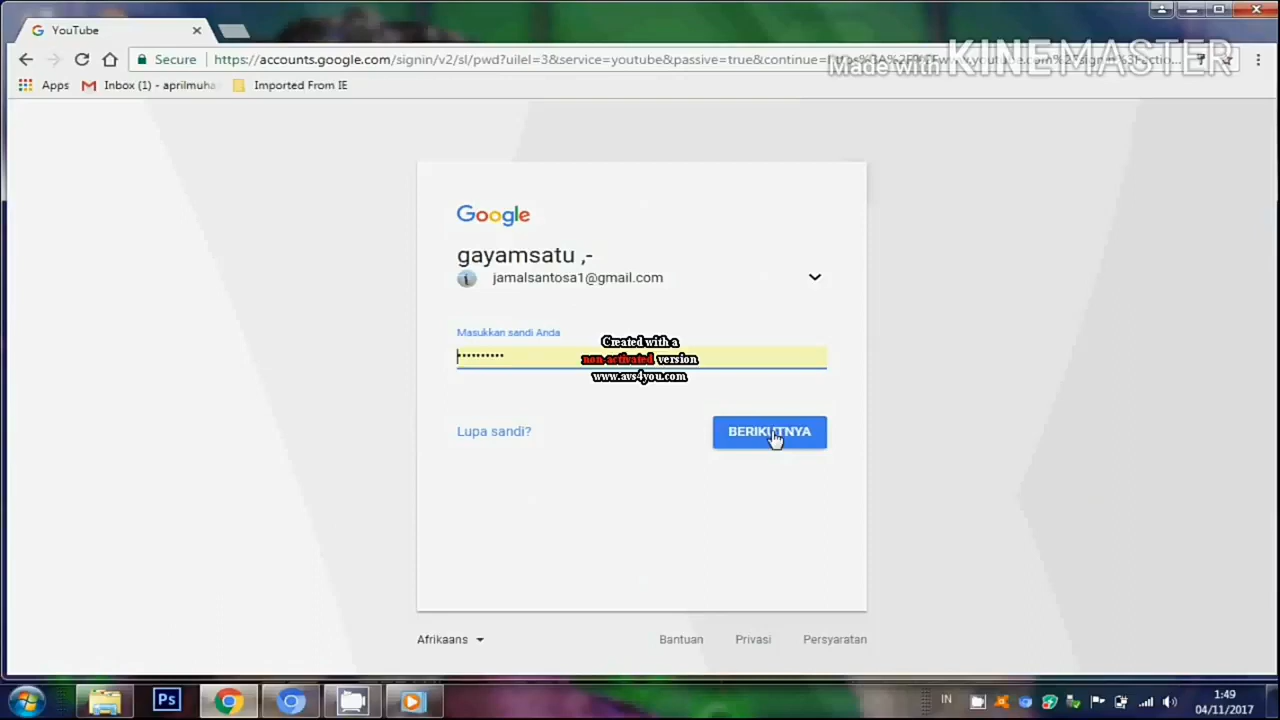 YouTube
Secure
https://accounts.google.com/signin/v2/sl/pwd?uilel=3&service=youtube&passive=true&continue=
Made with KINEMASTER
Apps
Inbox (1) - aprilmuha
Imported From IE
Google
gayamsatu ,-
jamalsantosa1@gmail.com
Masukkan sandi Anda
••••••••••
Created with a
non-activated version
www.avs4you.com
Lupa sandi?
BERIKUTNYA
Afrikaans
Bantuan
Privasi
Persyaratan
Ps
IN
1:49
04/11/2017